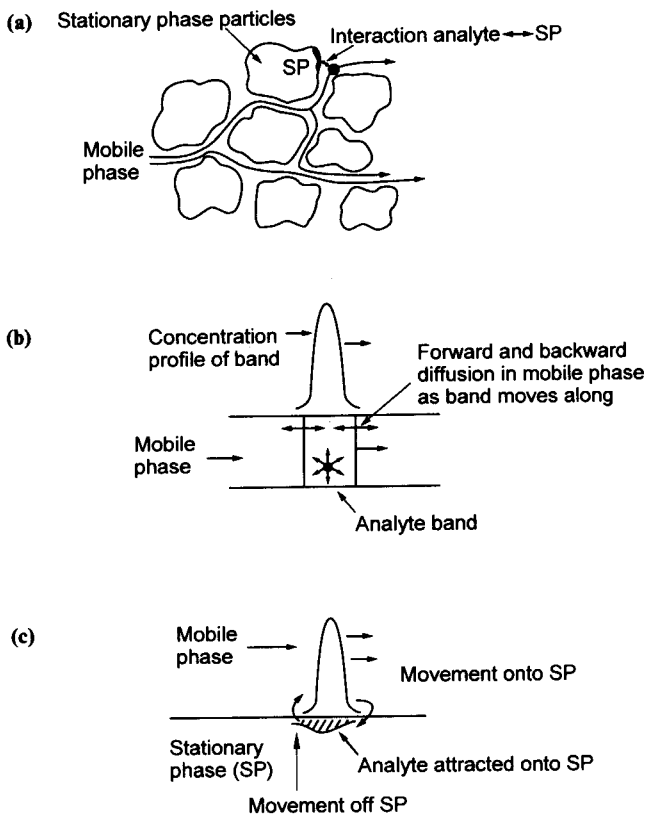 (a)
Stationary phase particles
Interaction analyte↔SP
SP
Mobile
phase
(b)
Concentration
profile of band
Forward and backward
diffusion in mobile phase
as band moves along
Mobile
phase
Analyte band
(c)
Mobile
phase
Movement onto SP
Stationary
phase (SP)
Analyte attracted onto SP
Movement off SP